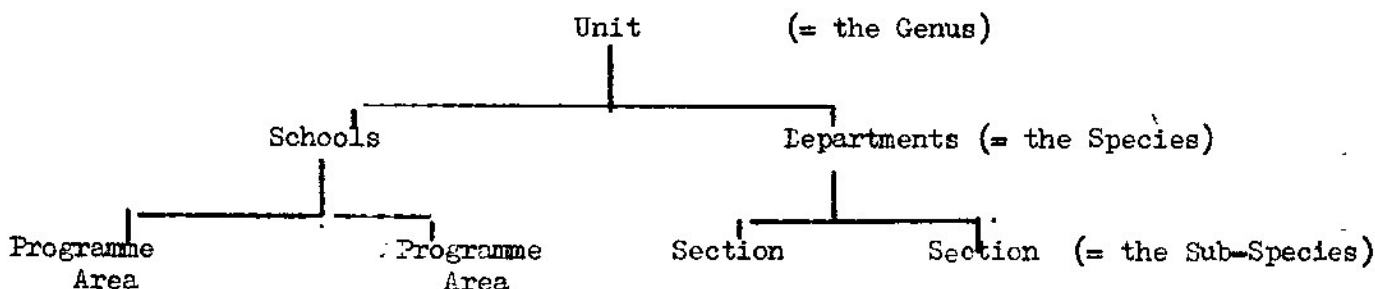 Unit (= the Genus)
Schools Departments (= the Species)
Programme Programme Section Section (= the Sub-Species)
Area Area